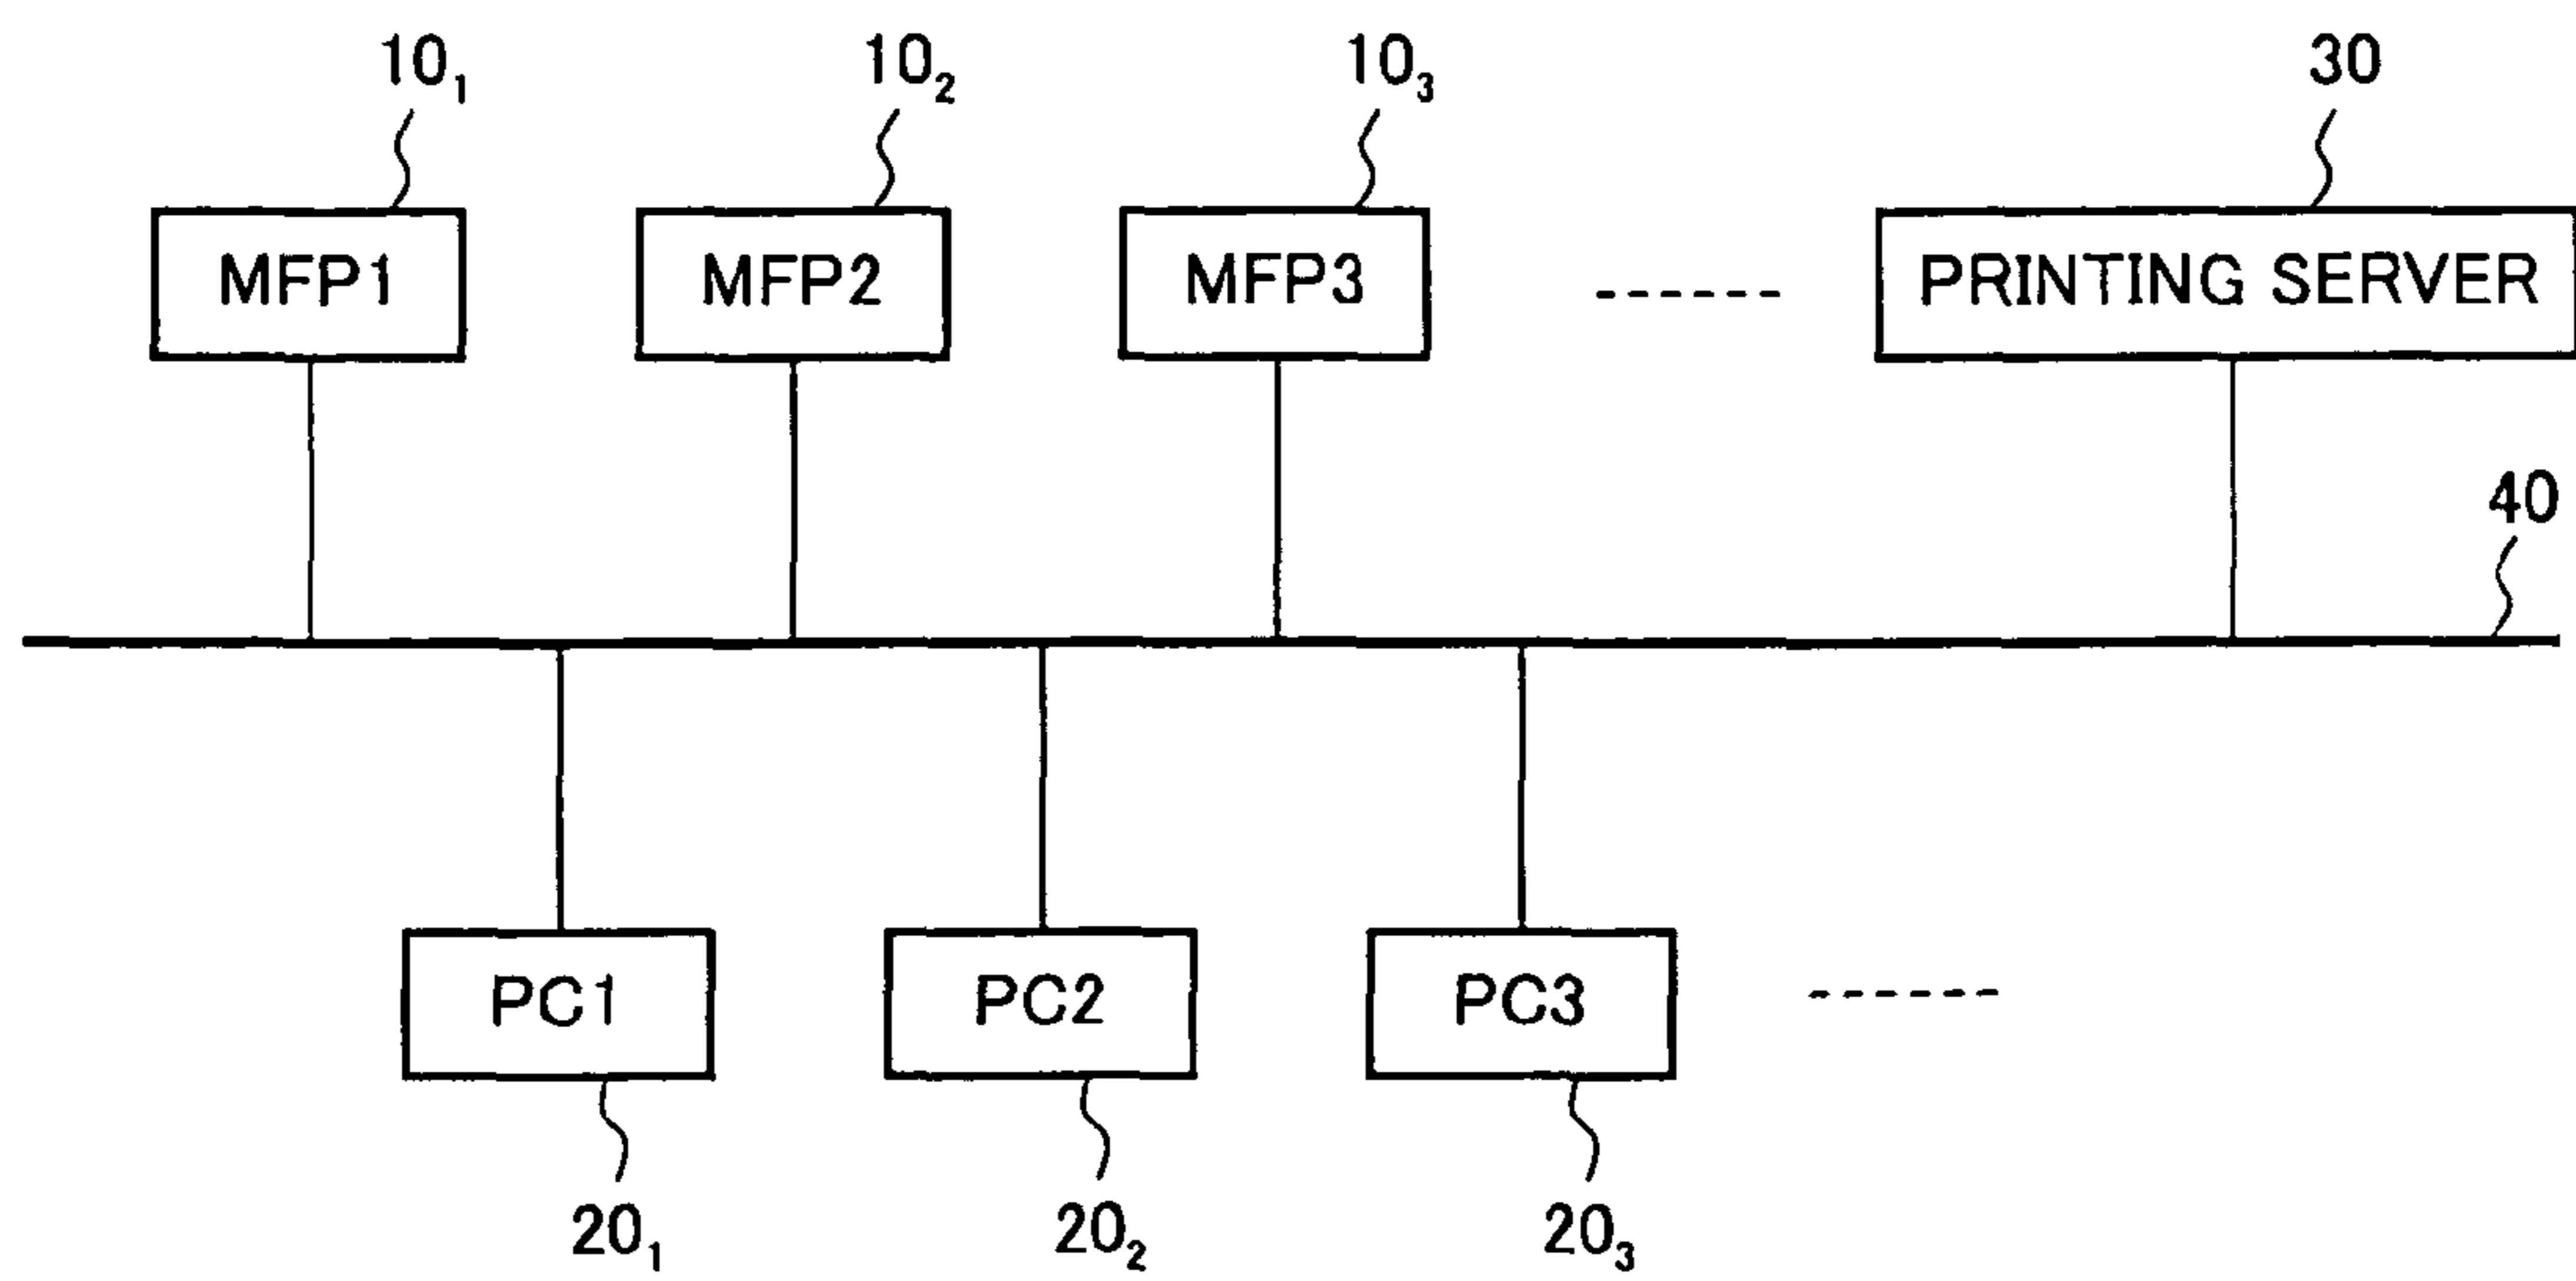 10₁ 10₂ 10₃ 30
MFP1 MFP2 MFP3 PRINTING SERVER
40
PC1 PC2 PC3
20₁ 20₂ 20₃